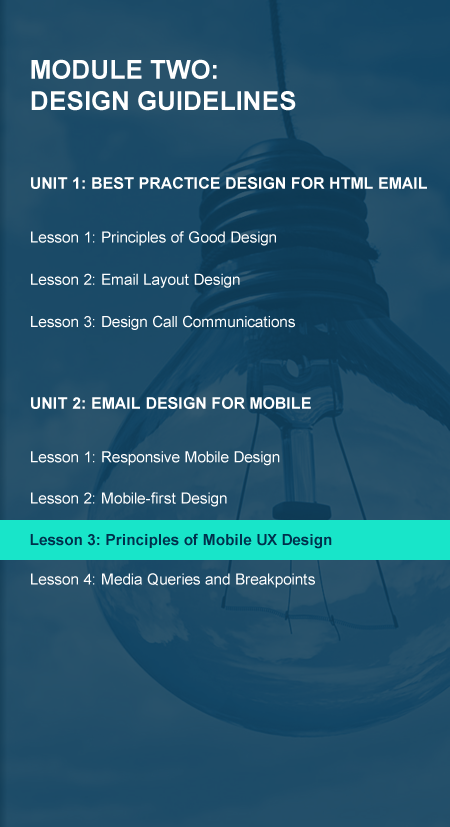 MODULE TWO:
DESIGN GUIDELINES
UNIT 1: BEST PRACTICE DESIGN FOR HTML EMAIL
Lesson 1: Principles of Good Design
Lesson 2: Email Layout Design
Lesson 3: Design Call Communications
UNIT 2: EMAIL DESIGN FOR MOBILE
Lesson 1: Responsive Mobile Design
Lesson 2: Mobile-first Design
Lesson 3: Principles of Mobile UX Design
Lesson 4: Media Queries and Breakpoints